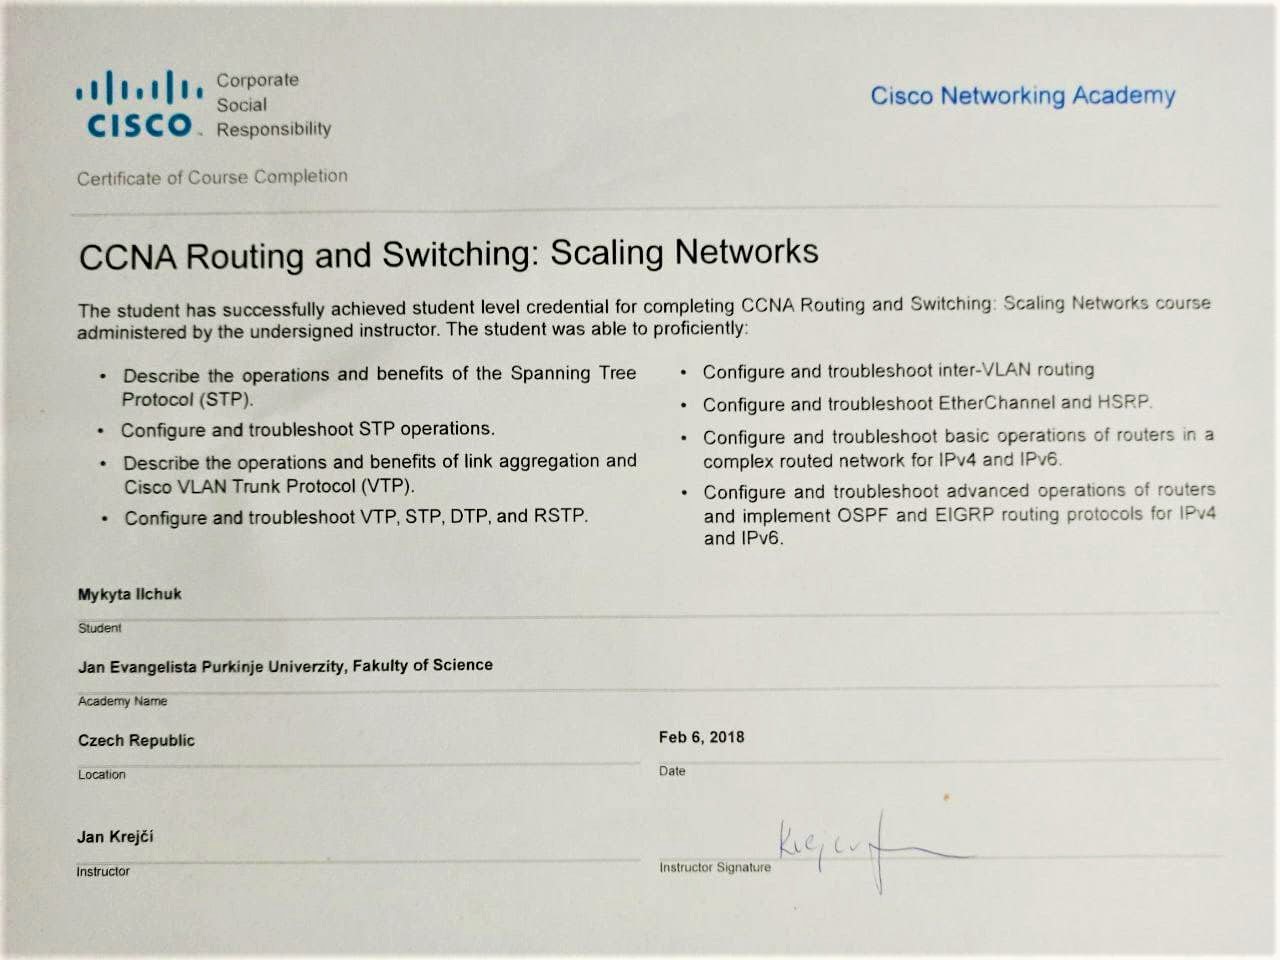 Corporate
Social
CISCO Responsibility
Cisco Networking Academy
Certificate of Course Completion
CCNA Routing and Switching: Scaling Networks
The student has successfully achieved student level credential for completing CCNA Routing and Switching: Scaling Networks course
administered by the undersigned instructor. The student was able to proficiently:
• Describe the operations and benefits of the Spanning Tree
Protocol (STP).
• Configure and troubleshoot STP operations.
• Describe the operations and benefits of link aggregation and
Cisco VLAN Trunk Protocol (VTP).
• Configure and troubleshoot VTP, STP, DTP, and RSTP.
• Configure and troubleshoot inter-VLAN routing
• Configure and troubleshoot EtherChannel and HSRP.
• Configure and troubleshoot basic operations of routers in a
complex routed network for IPv4 and IPv6.
• Configure and troubleshoot advanced operations of routers
and implement OSPF and EIGRP routing protocols for IPv4
and IPv6.
Mykyta Ilchuk
Student
Jan Evangelista Purkinje Univerzity, Fakulty of Science
Academy Name
Czech Republic
Location
Feb 6, 2018
Date
Jan Krejčí
Instructor
Instructor Signature